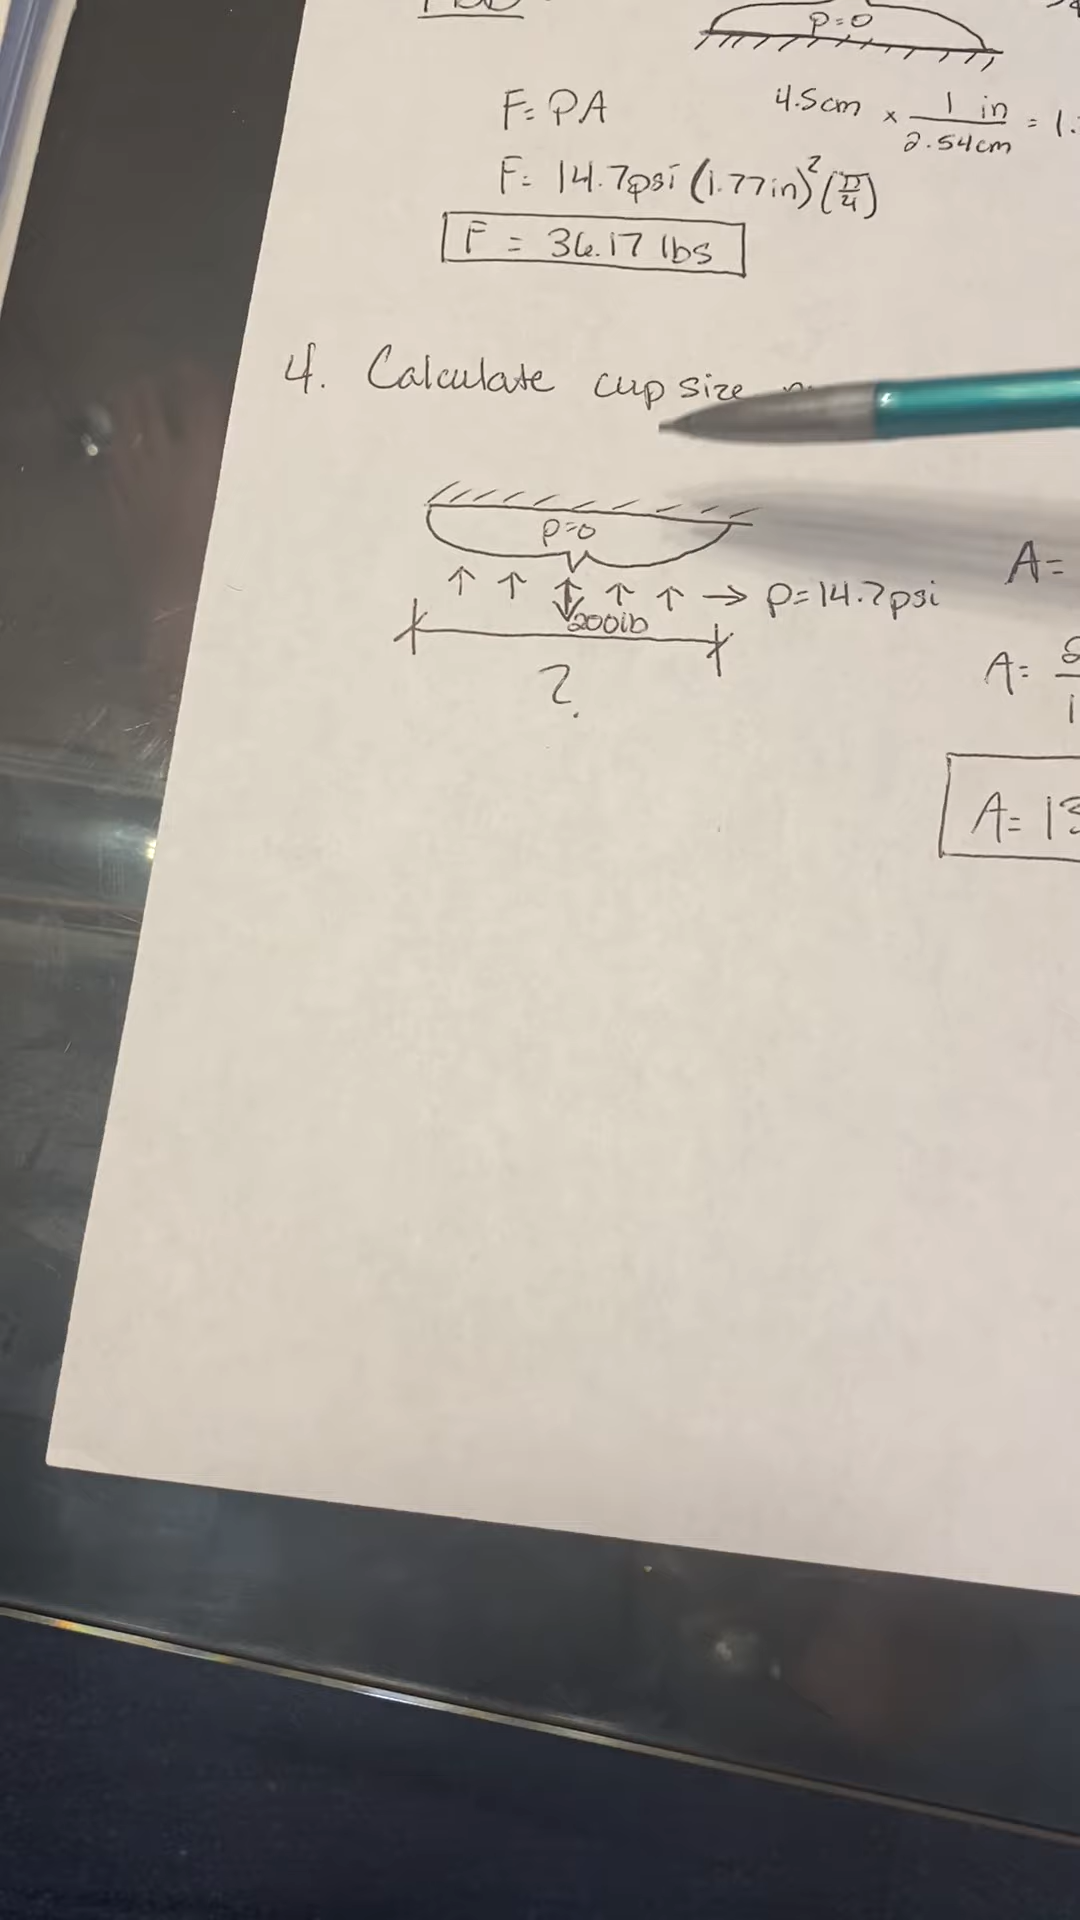 p=0
F=PA
4.5cm × 1 in / 2.54cm = 1.
F= 14.7psi (1.77in)² (π/4)
F = 36.17 lbs
4. Calculate cup size
p=0
A=
→ p=14.7psi
200lb
A=
?
A= 13